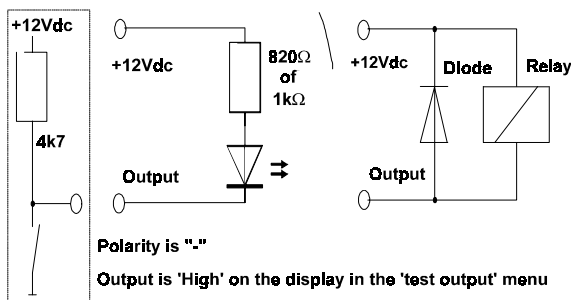 +12Vdc
4k7
+12Vdc
820Ω
of
1kΩ
Output
+12Vdc
Diode
Relay
Output
Polarity is "-"
Output is 'High' on the display in the 'test output' menu